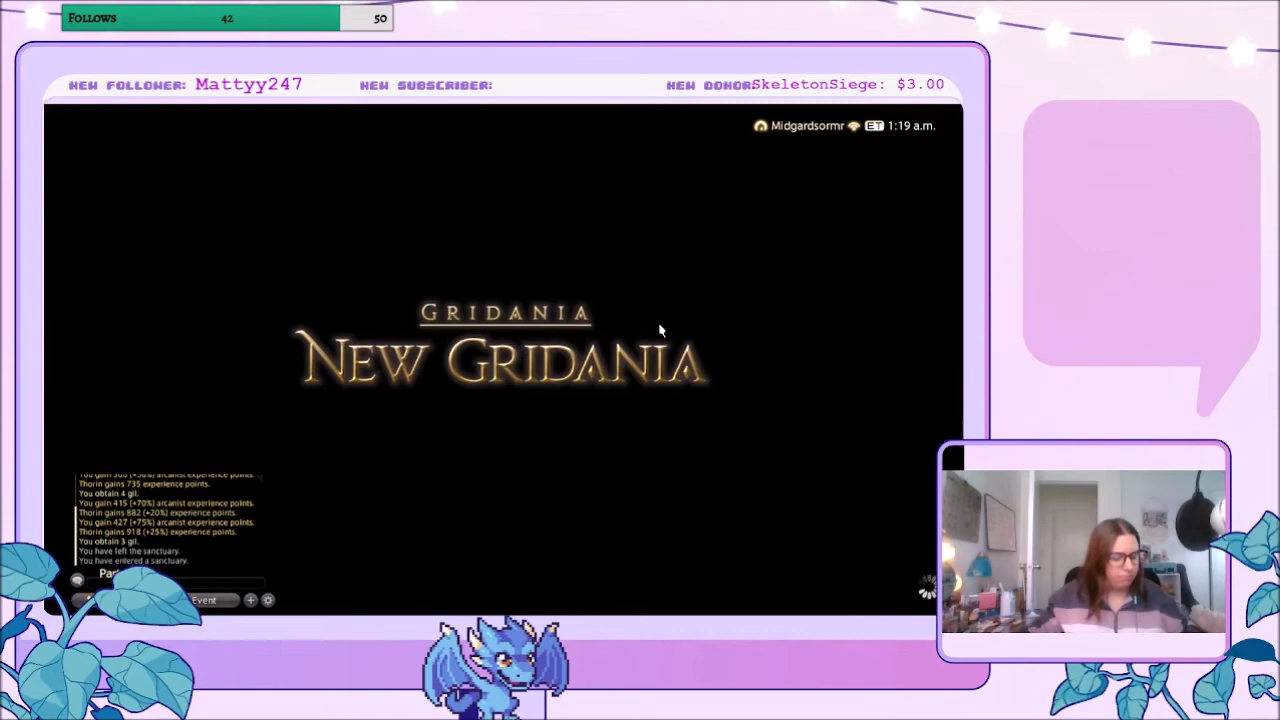 FOLLOWS 42 50
NEW FOLLOWER: Mattyy247 NEW SUBSCRIBER: NEW DONOR: SkeletonSiege: $3.00
Midgardsormr ET 1:19 a.m.
GRIDANIA
NEW GRIDANIA
Thorin gains 735 experience points.
You obtain 4 gil.
You gain 415 (+70%) arcanist experience points.
Thorin gains 882 (+20%) experience points.
You gain 427 (+75%) arcanist experience points.
Thorin gains 918 (+25%) experience points.
You obtain 3 gil.
You have left the sanctuary.
You have entered a sanctuary.
Event